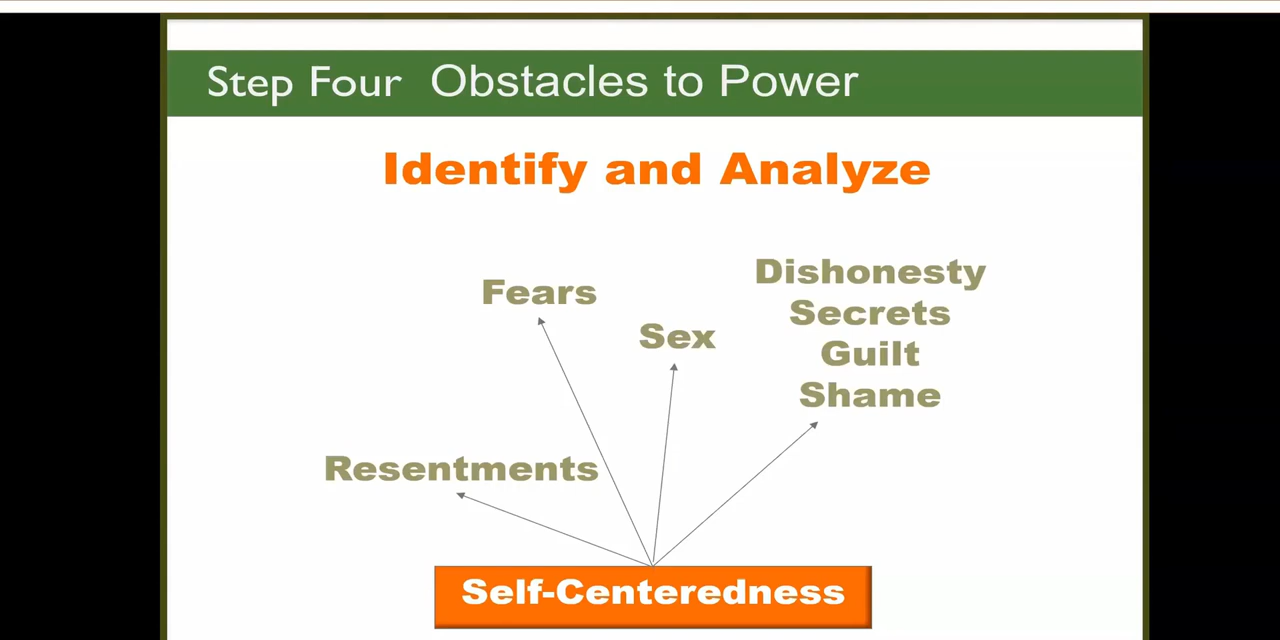 Step Four Obstacles to Power
Identify and Analyze
Fears
Sex
Dishonesty
Secrets
Guilt
Shame
Resentments
Self-Centeredness